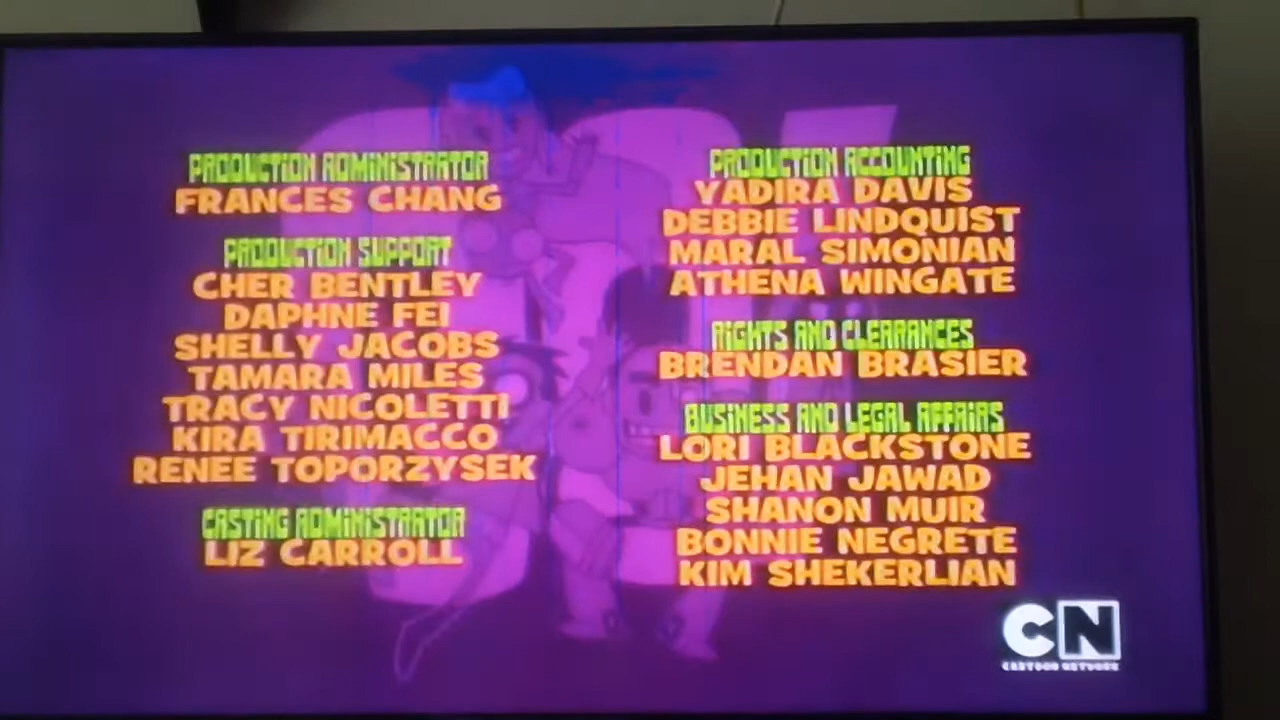 PRODUCTION ADMINISTRATOR
FRANCES CHANG
PRODUCTION SUPPORT
CHER BENTLEY
DAPHNE FEI
SHELLY JACOBS
TAMARA MILES
TRACY NICOLETTI
KIRA TIRIMACCO
RENEE TOPORZYSEK
CASTING ADMINISTRATOR
LIZ CARROLL
PRODUCTION ACCOUNTING
YADIRA DAVIS
DEBBIE LINDQUIST
MARAL SIMONIAN
ATHENA WINGATE
RIGHTS AND CLEARANCES
BRENDAN BRASIER
BUSINESS AND LEGAL AFFAIRS
LORI BLACKSTONE
JEHAN JAWAD
SHANON MUIR
BONNIE NEGRETE
KIM SHEKERLIAN
CN
CARTOON NETWORK